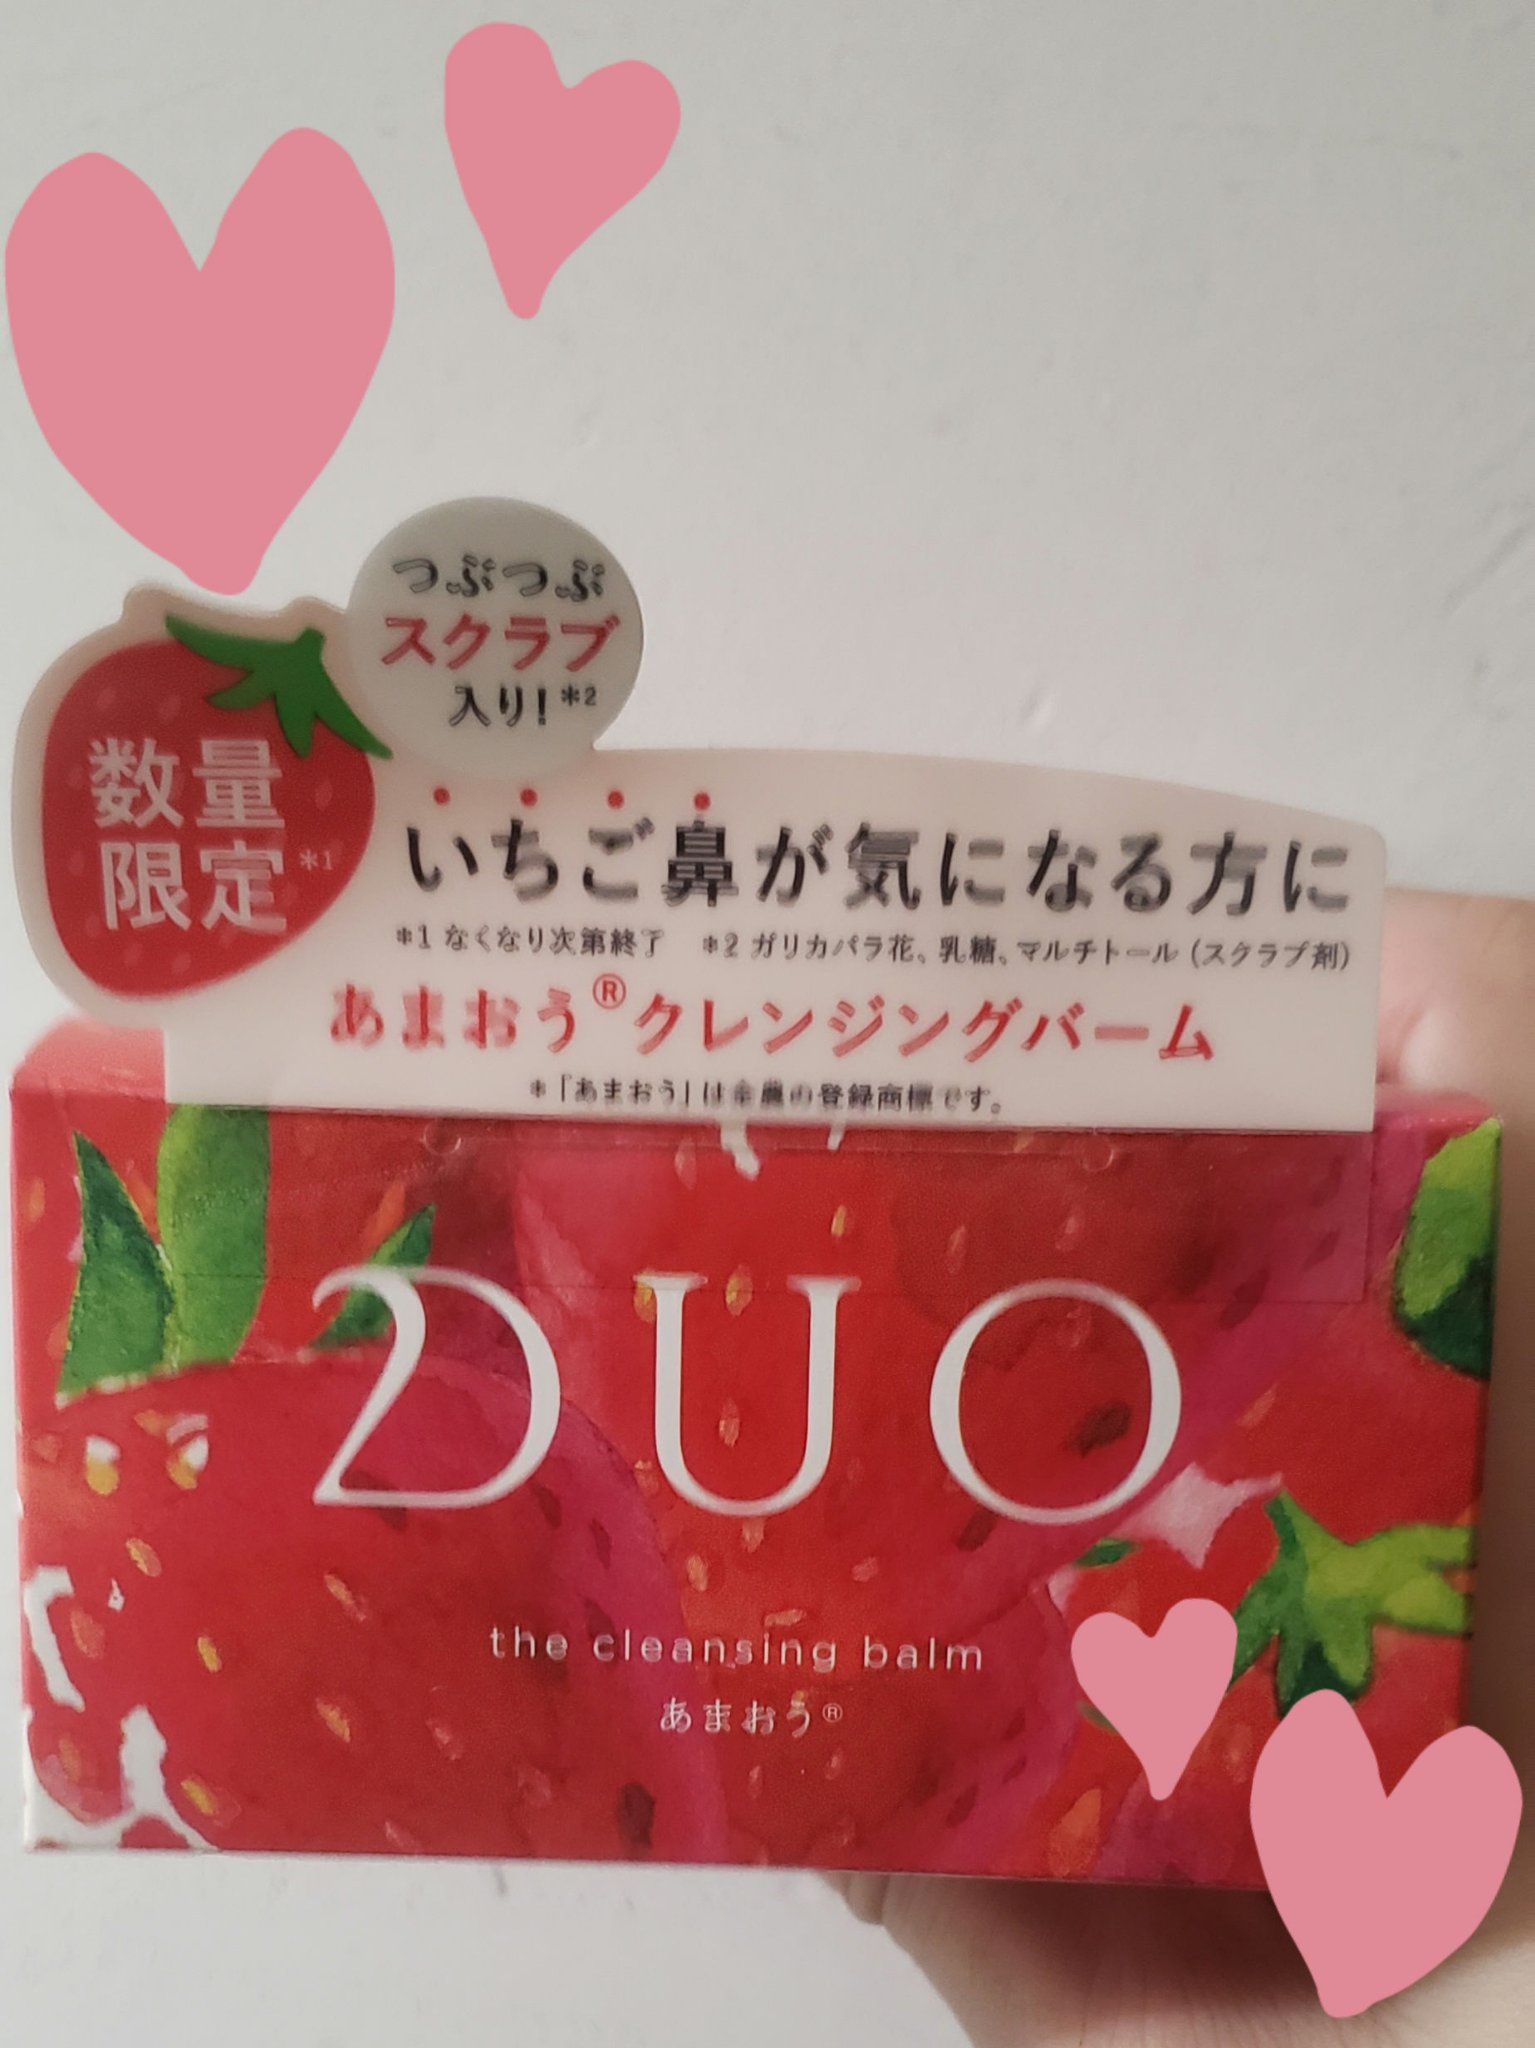 つぶつぶ
スクラブ
入り!*2
数量
限定*1
いちご鼻が気になる方に
*1 なくなり次第終了 *2 ガリカバラ花、乳糖、マルチトール(スクラブ剤)
あまおう®クレンジングバーム
*「あまおう」は全農の登録商標です。
DUO
the cleansing balm
あまおう®